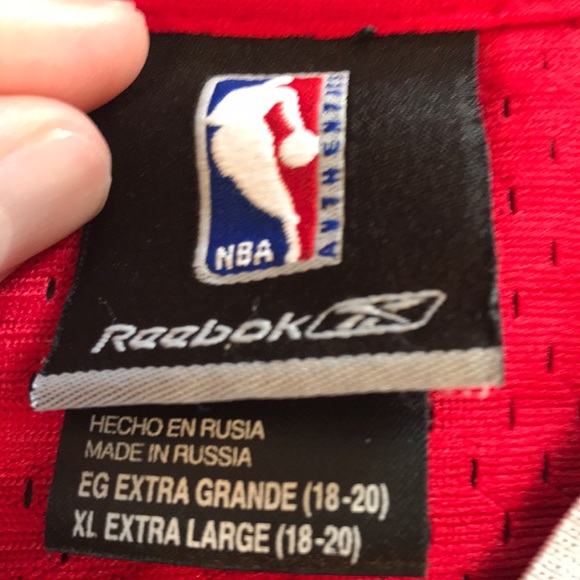 NBA
AUTHENTICS
Reebok
HECHO EN RUSIA
MADE IN RUSSIA
EG EXTRA GRANDE (18-20)
XL EXTRA LARGE (18-20)